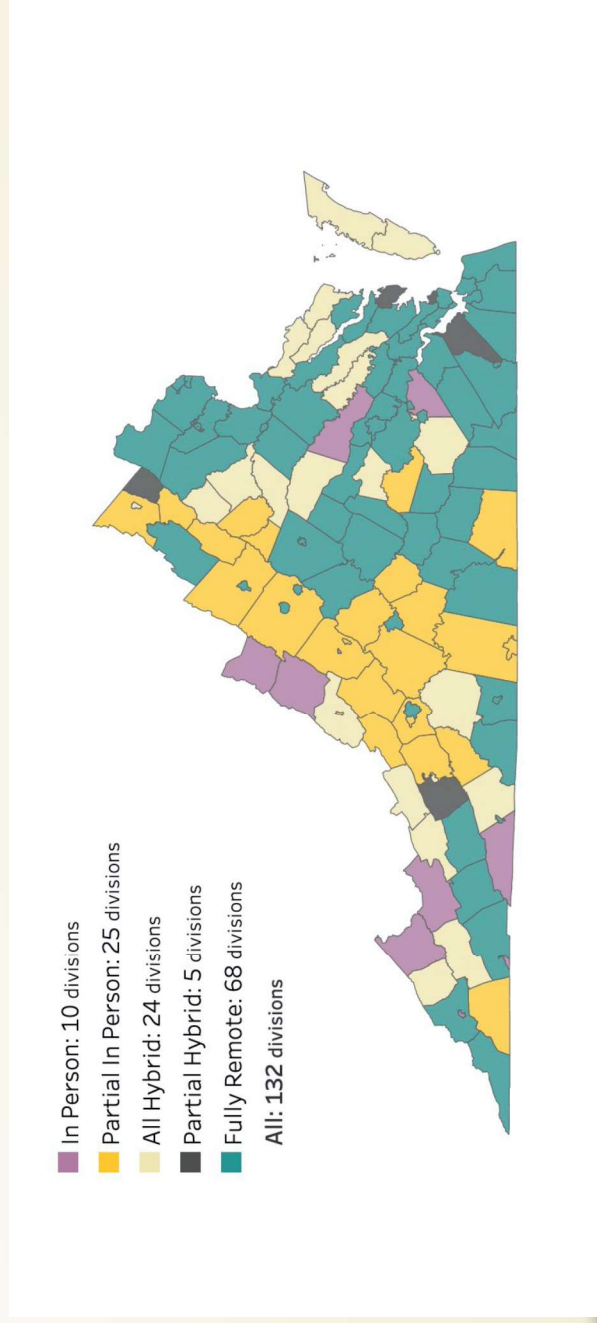 In Person: 10 divisions
Partial In Person: 25 divisions
All Hybrid: 24 divisions
Partial Hybrid: 5 divisions
Fully Remote: 68 divisions
All: 132 divisions